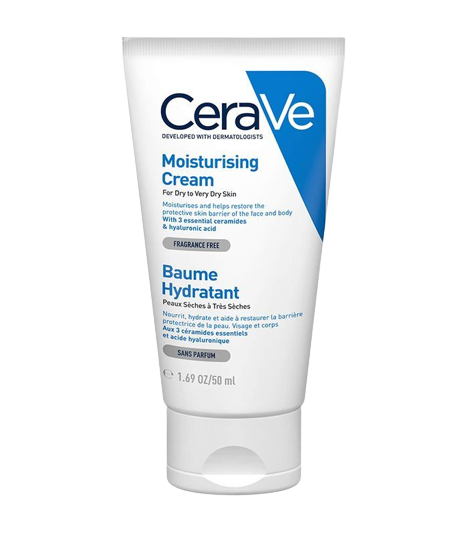 CeraVe
DEVELOPED WITH DERMATOLOGISTS
Moisturising
Cream
For Dry to Very Dry Skin
Moisturises and helps restore the
protective skin barrier of the face and body
With 3 essential ceramides
& hyaluronic acid
FRAGRANCE FREE
Baume
Hydratant
Peaux Sèches à Très Sèches
Nourrit, hydrate et aide à restaurer la barrière
protectrice de la peau. Visage et corps
Aux 3 céramides essentiels
et acide hyaluronique
SANS PARFUM
℮ 1.69 OZ/50 ml